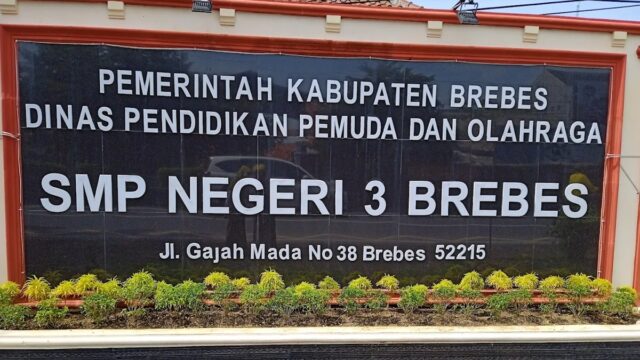 PEMERINTAH KABUPATEN BREBES
DINAS PENDIDIKAN PEMUDA DAN OLAHRAGA
SMP NEGERI 3 BREBES
Jl. Gajah Mada No 38 Brebes 52215